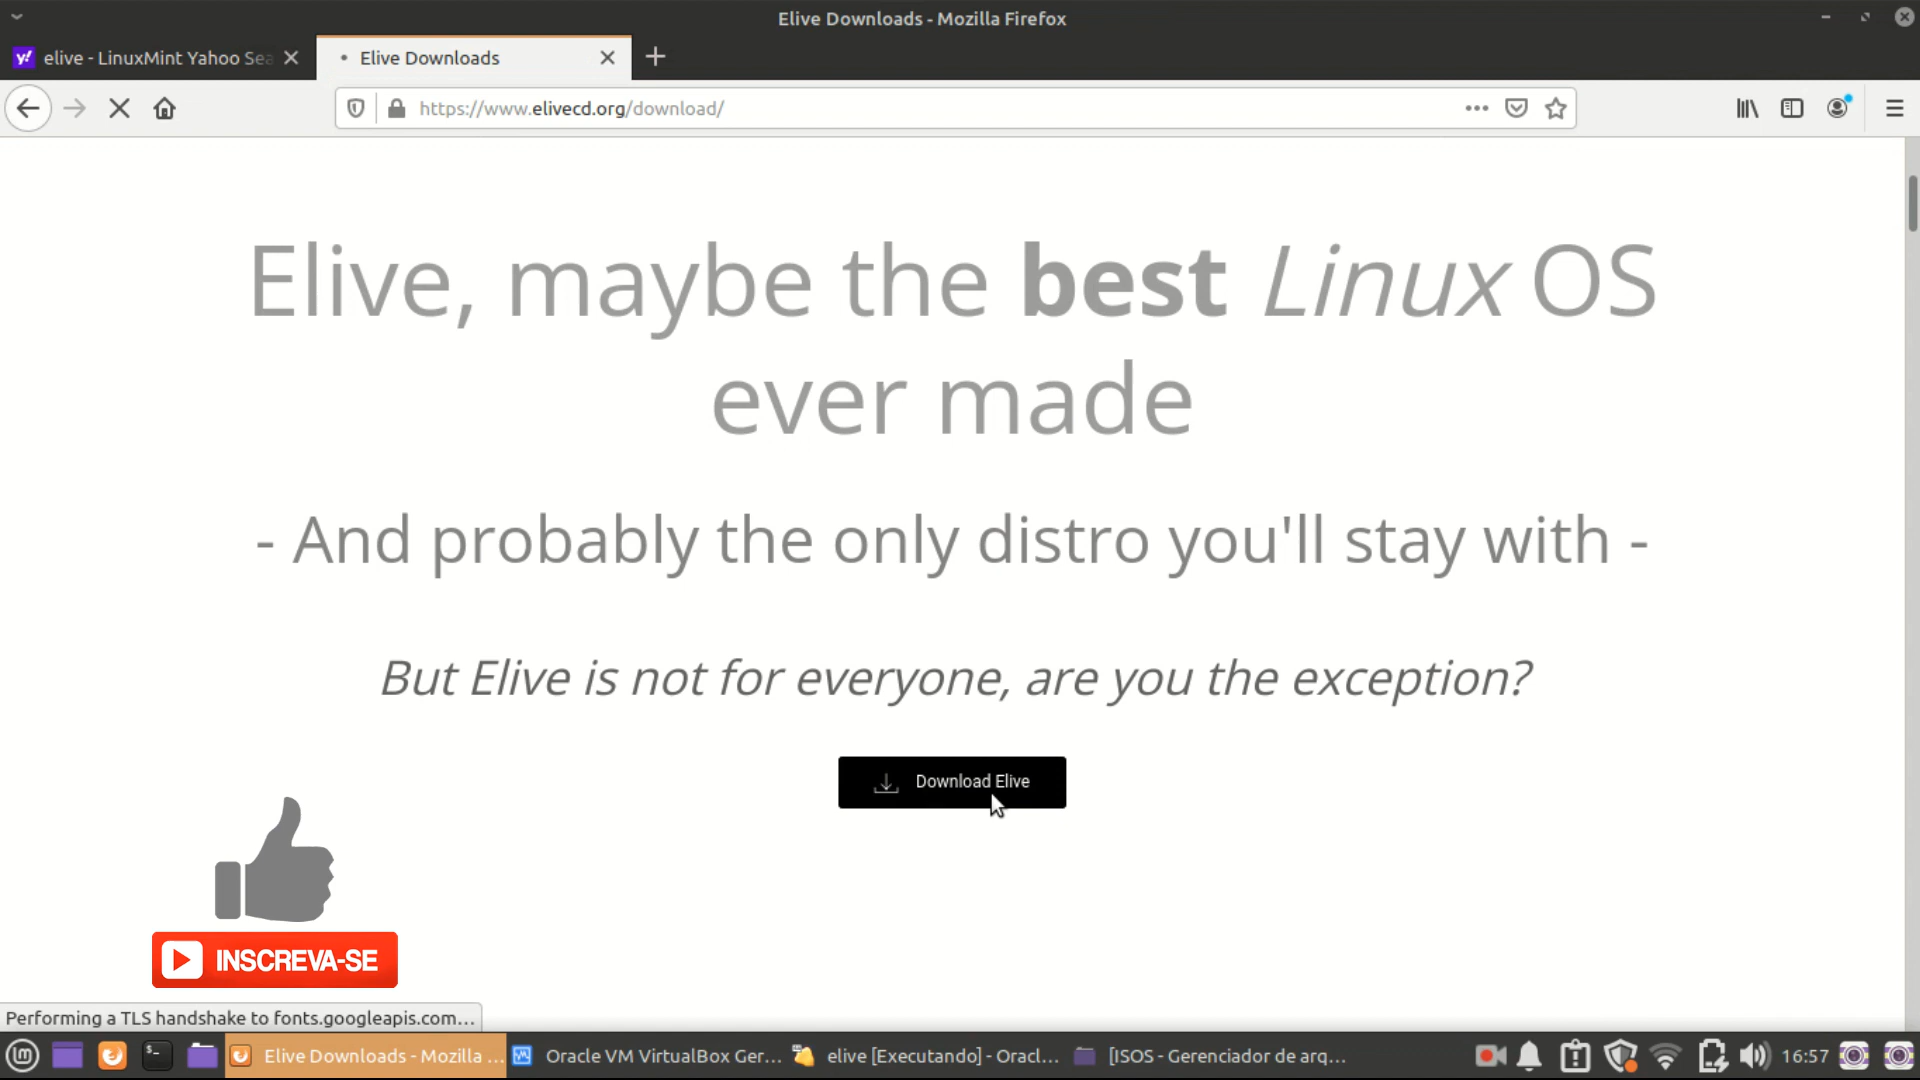 Elive Downloads - Mozilla Firefox
elive - LinuxMint Yahoo Sea
Elive Downloads
https://www.elivecd.org/download/
Elive, maybe the best Linux OS
ever made
- And probably the only distro you'll stay with -
But Elive is not for everyone, are you the exception?
Download Elive
INSCREVA-SE
Performing a TLS handshake to fonts.googleapis.com...
Elive Downloads - Mozilla ...
Oracle VM VirtualBox Ger...
elive [Executando] - Oracl...
[ISOS - Gerenciador de arq...
16:57